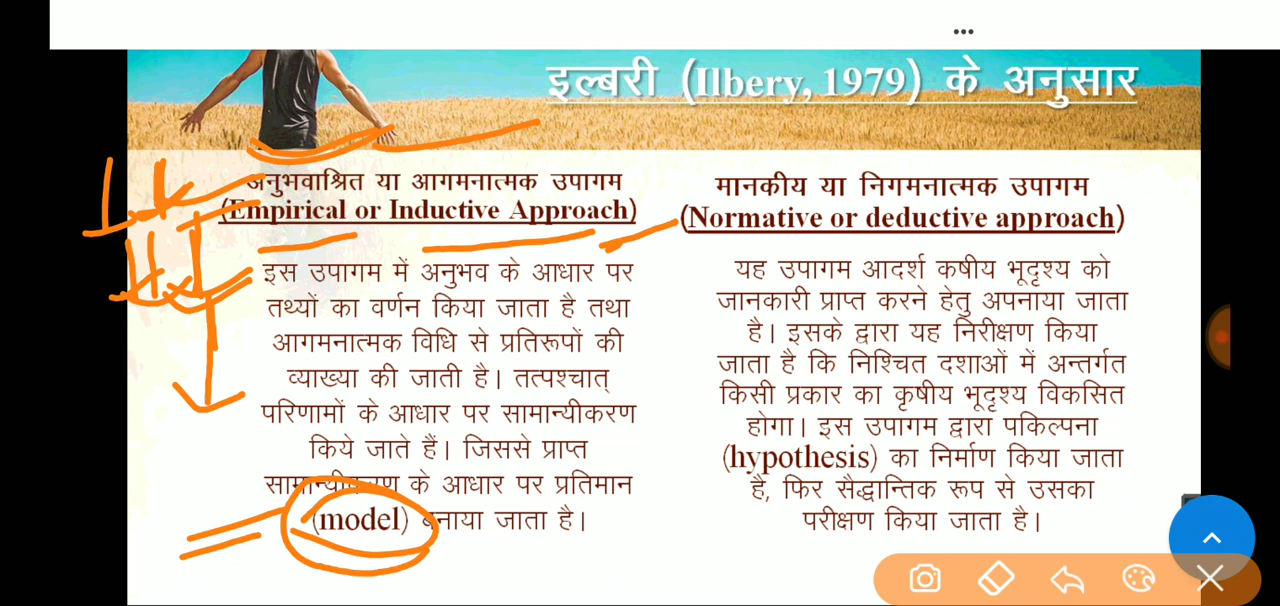 इल्बरी (Ilbery, 1979) के अनुसार
अनुभवाश्रित या आगमनात्मक उपागम
(Empirical or Inductive Approach)
इस उपागम में अनुभव के आधार पर
तथ्यों का वर्णन किया जाता है तथा
आगमनात्मक विधि से प्रतिरूपों की
व्याख्या की जाती है। तत्पश्चात्
परिणामों के आधार पर सामान्यीकरण
किये जाते हैं। जिससे प्राप्त
सामान्यीकरण के आधार पर प्रतिमान
(model) बनाया जाता है।
मानकीय या निगमनात्मक उपागम
(Normative or deductive approach)
यह उपागम आदर्श कषीय भूदृश्य को
जानकारी प्राप्त करने हेतु अपनाया जाता
है। इसके द्वारा यह निरीक्षण किया
जाता है कि निश्चित दशाओं में अन्तर्गत
किसी प्रकार का कृषीय भूदृश्य विकसित
होगा। इस उपागम द्वारा पकिल्पना
(hypothesis) का निर्माण किया जाता
है, फिर सैद्धान्तिक रूप से उसका
परीक्षण किया जाता है।